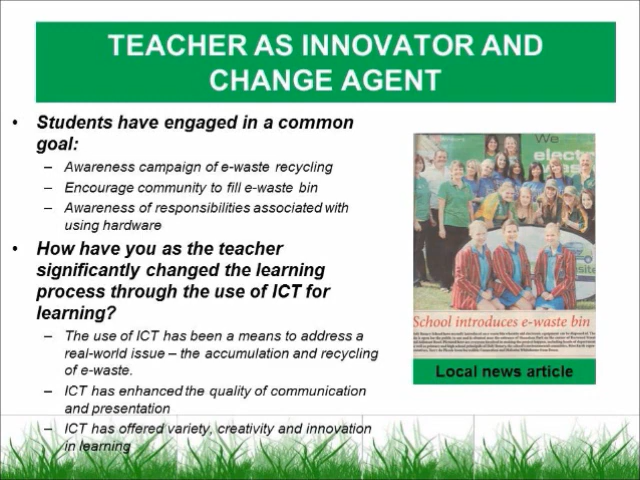 TEACHER AS INNOVATOR AND
CHANGE AGENT
• Students have engaged in a common
goal:
– Awareness campaign of e-waste recycling
– Encourage community to fill e-waste bin
– Awareness of responsibilities associated with
using hardware
• How have you as the teacher
significantly changed the learning
process through the use of ICT for
learning?
– The use of ICT has been a means to address a
real-world issue – the accumulation and recycling
of e-waste.
– ICT has enhanced the quality of communication
and presentation
– ICT has offered variety, creativity and innovation
in learning
We
School introduces e-waste bin
Local news article